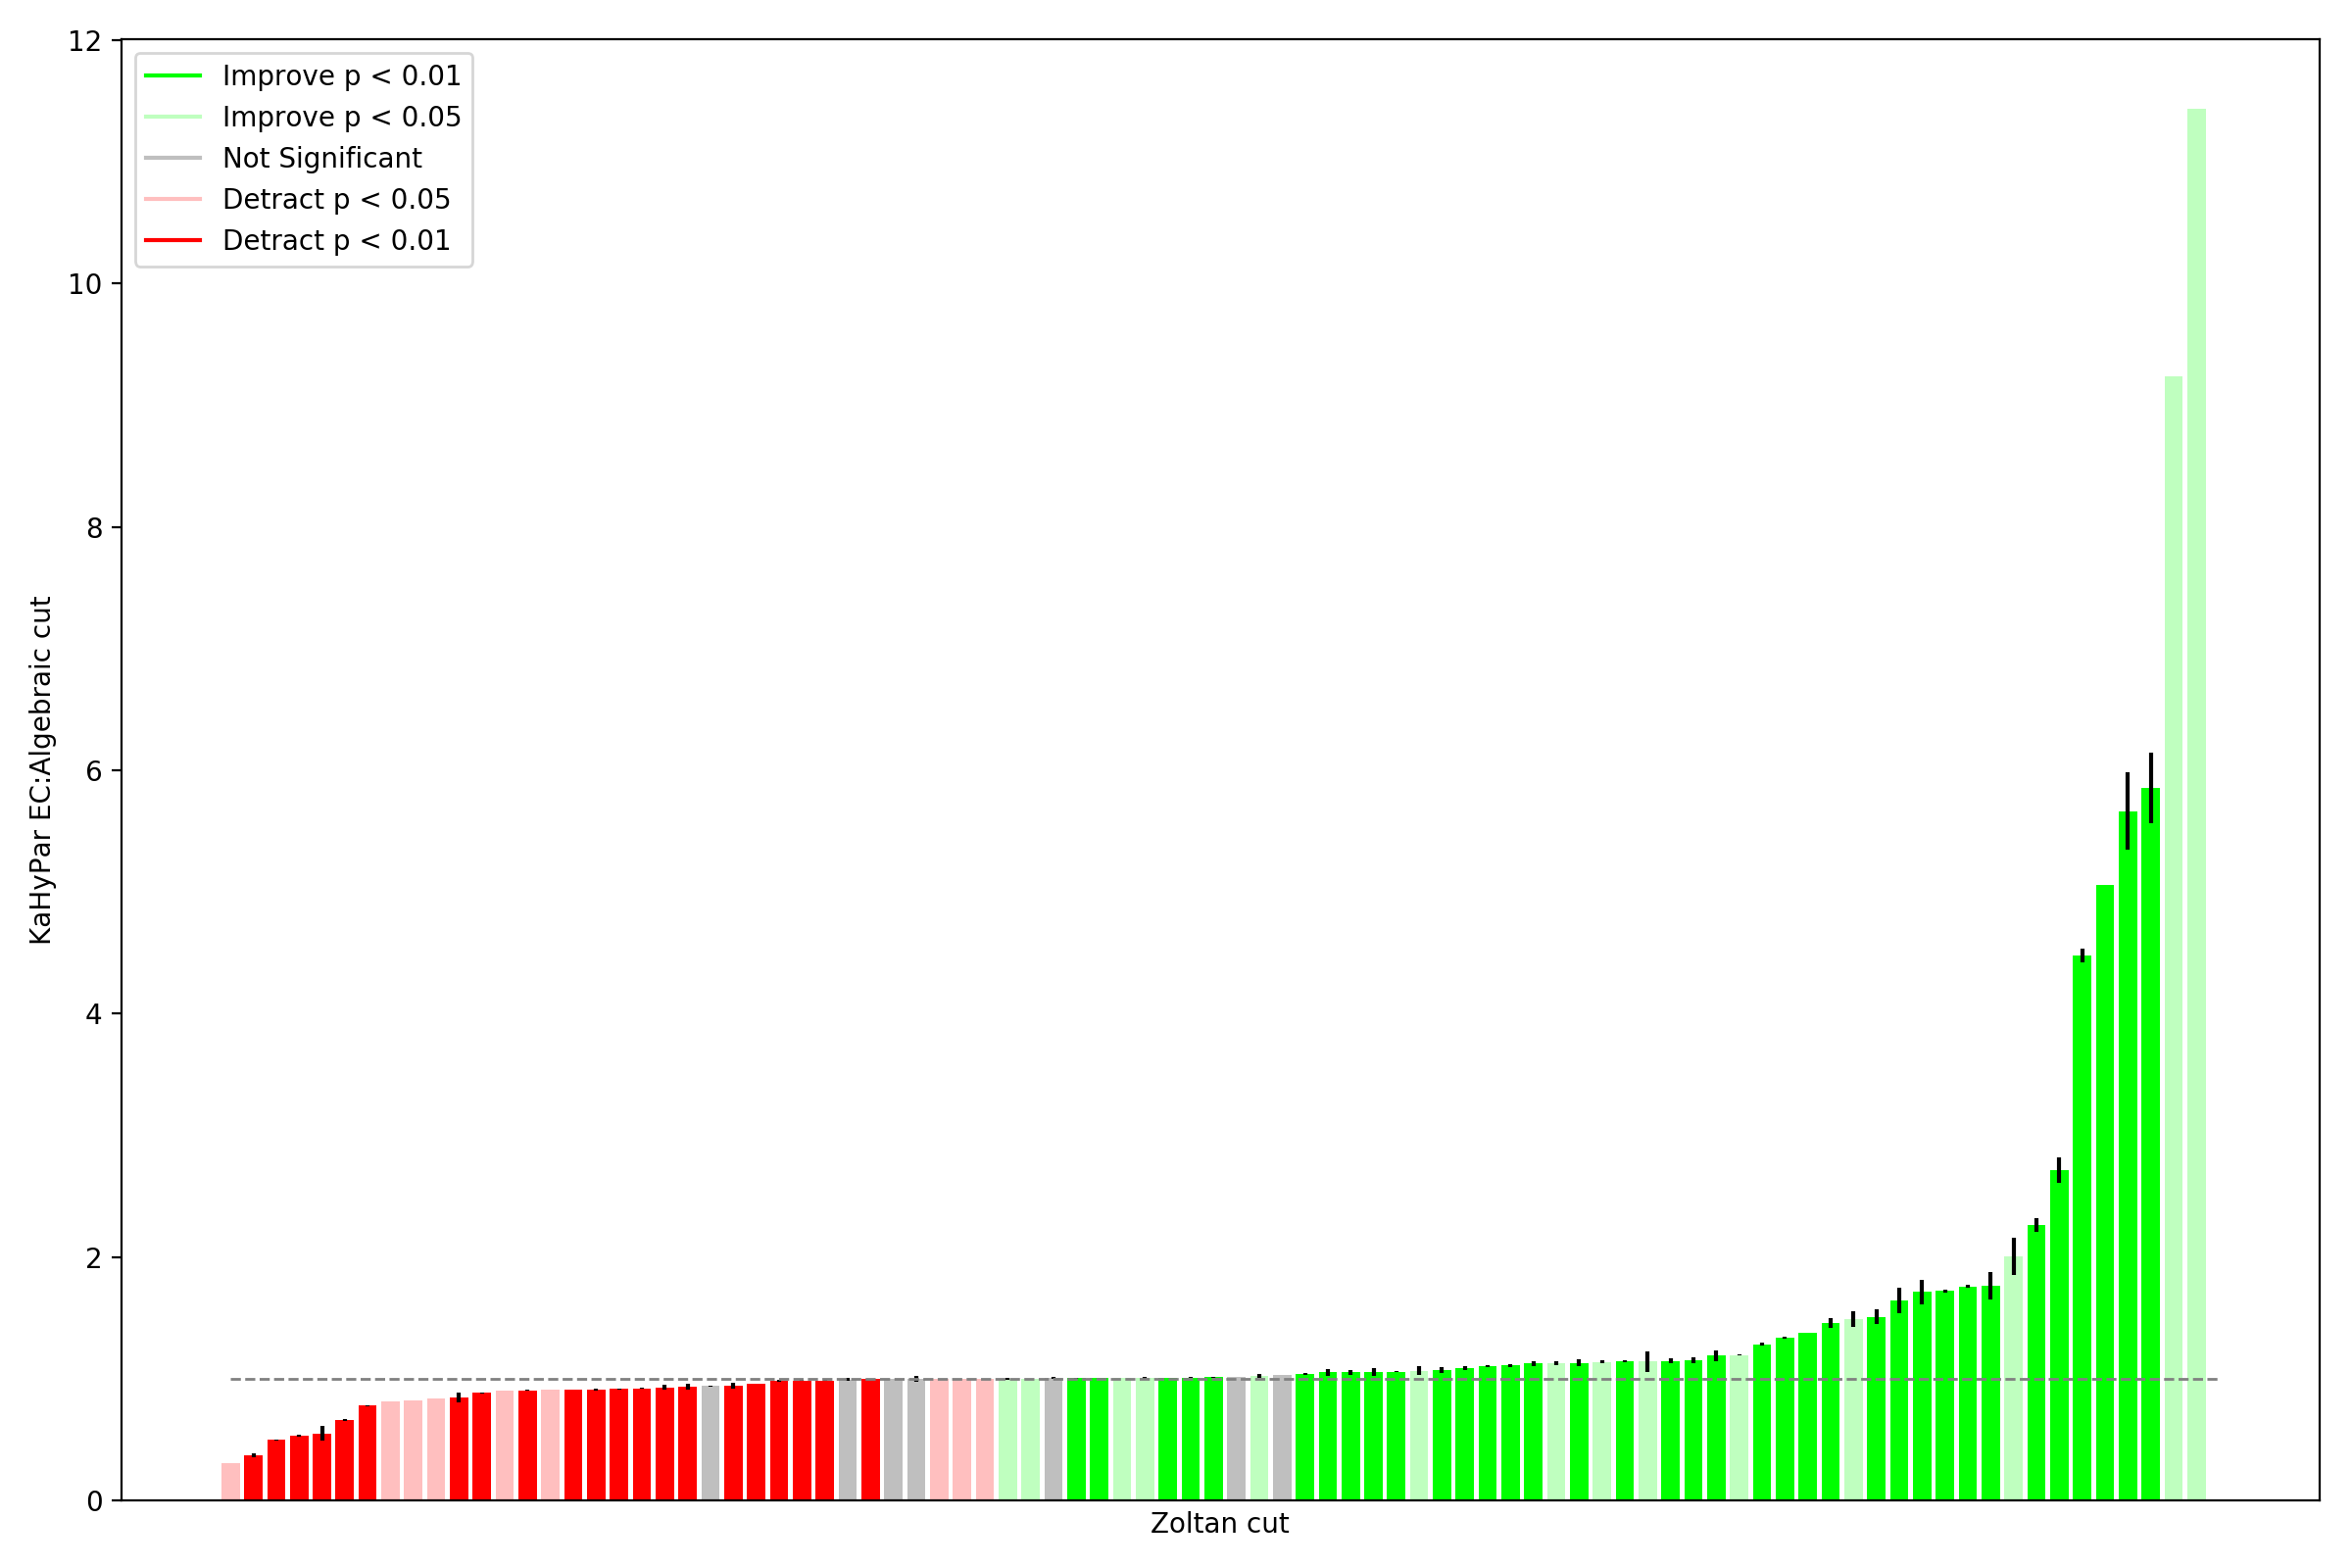 12
10
8
6
4
2
0
Improve p < 0.01
Improve p < 0.05
Not Significant
Detract p < 0.05
Detract p < 0.01
KaHyPar EC:Algebraic cut
Zoltan cut